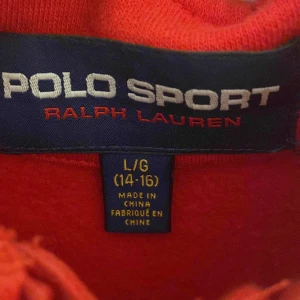 POLO SPORT
RALPH LAUREN
L/G
(14-16)
MADE IN
CHINA
FABRIQUÉ EN
CHINE